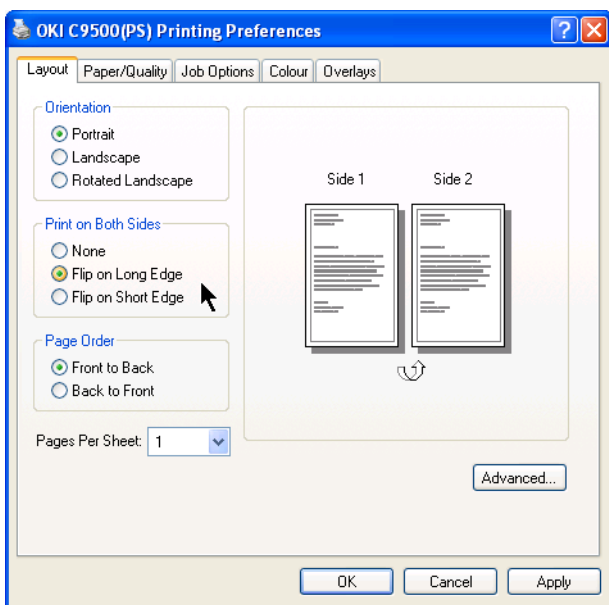 OKI C9500(PS) Printing Preferences
Layout Paper/Quality Job Options Colour Overlays
Orientation
Portrait
Landscape
Rotated Landscape
Print on Both Sides
None
Flip on Long Edge
Flip on Short Edge
Page Order
Front to Back
Back to Front
Pages Per Sheet: 1
Side 1 Side 2
Advanced...
OK Cancel Apply